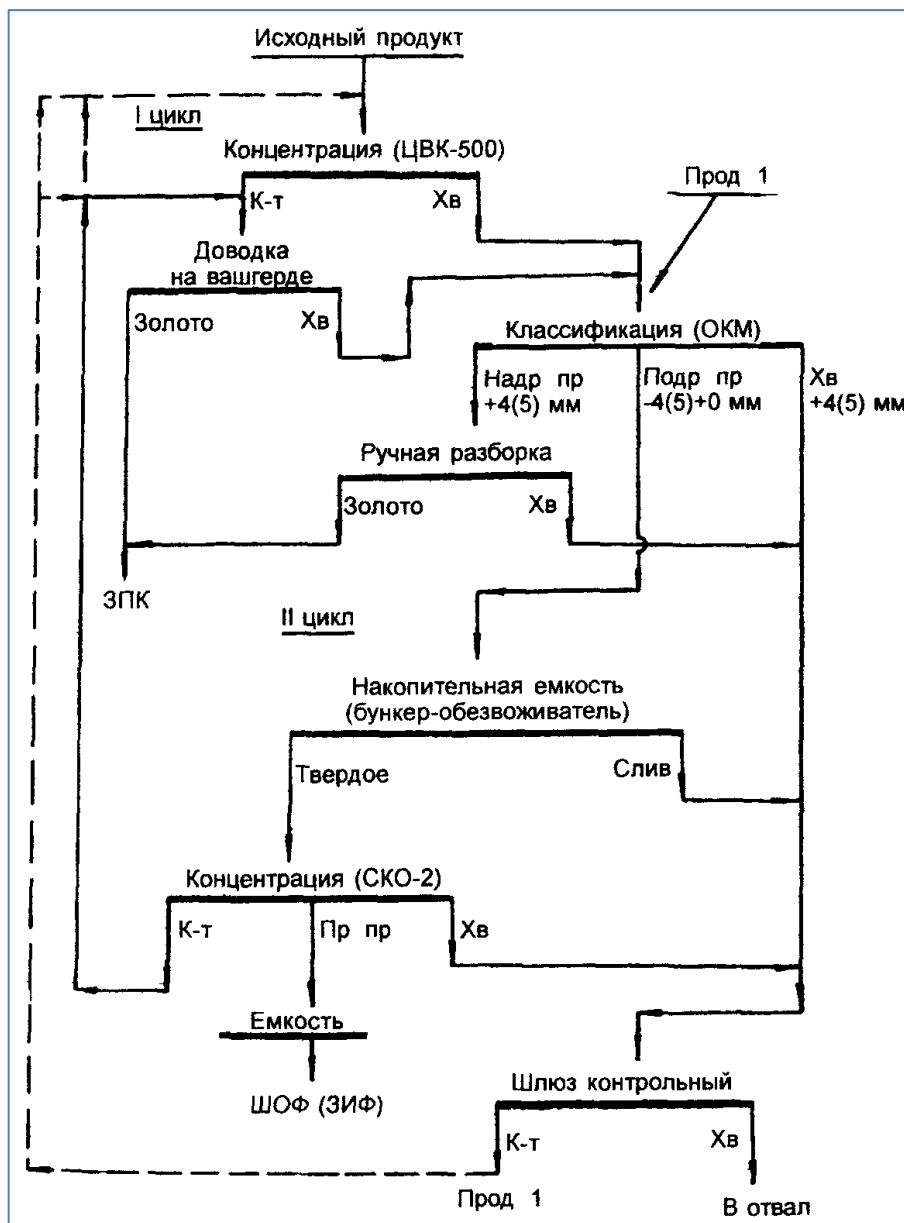 Исходный продукт
I цикл
Концентрация (ЦВК-500)
К-т
Хв
Прод 1
Доводка
на вашгерде
Золото
Хв
Классификация (ОКМ)
Надр пр
+4(5) мм
Подр пр
-4(5)+0 мм
Хв
+4(5) мм
Ручная разборка
Золото
Хв
ЗПК
II цикл
Накопительная емкость
(бункер-обезвоживатель)
Твердое
Слив
Концентрация (СКО-2)
К-т
Пр пр
Хв
Емкость
ШОФ (ЗИФ)
Шлюз контрольный
К-т
Хв
Прод 1
В отвал